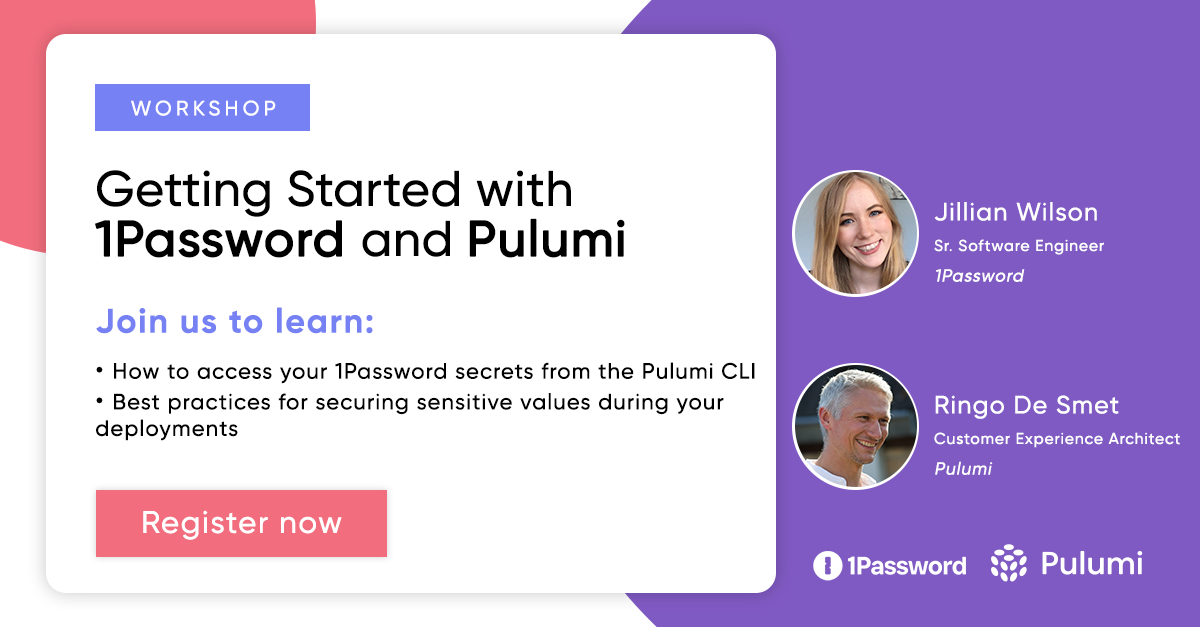 WORKSHOP
Getting Started with
1Password and Pulumi
Join us to learn:
• How to access your 1Password secrets from the Pulumi CLI
• Best practices for securing sensitive values during your
deployments
Register now
Jillian Wilson
Sr. Software Engineer
1Password
Ringo De Smet
Customer Experience Architect
Pulumi
1Password
Pulumi